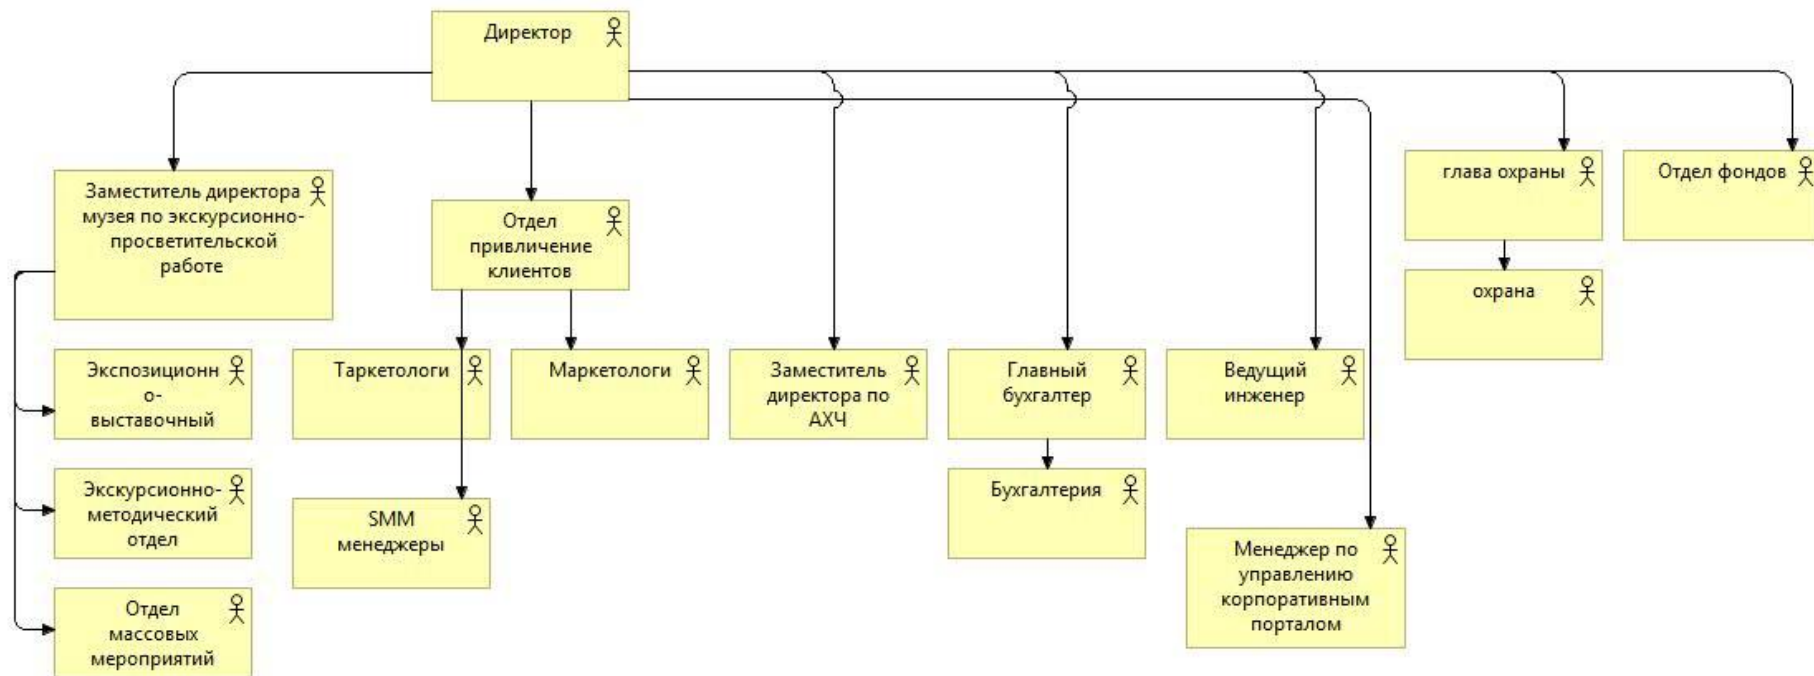 Директор
Заместитель директора
музея по экскурсионно-
просветительской
работе
Отдел
привличение
клиентов
глава охраны
Отдел фондов
охрана
Экспозиционн
о-
выставочный
Таркетологи
Маркетологи
Заместитель
директора по
АХЧ
Главный
бухгалтер
Ведущий
инженер
Экскурсионно-
методический
отдел
SMM
менеджеры
Бухгалтерия
Менеджер по
управлению
корпоративным
порталом
Отдел
массовых
мероприятий